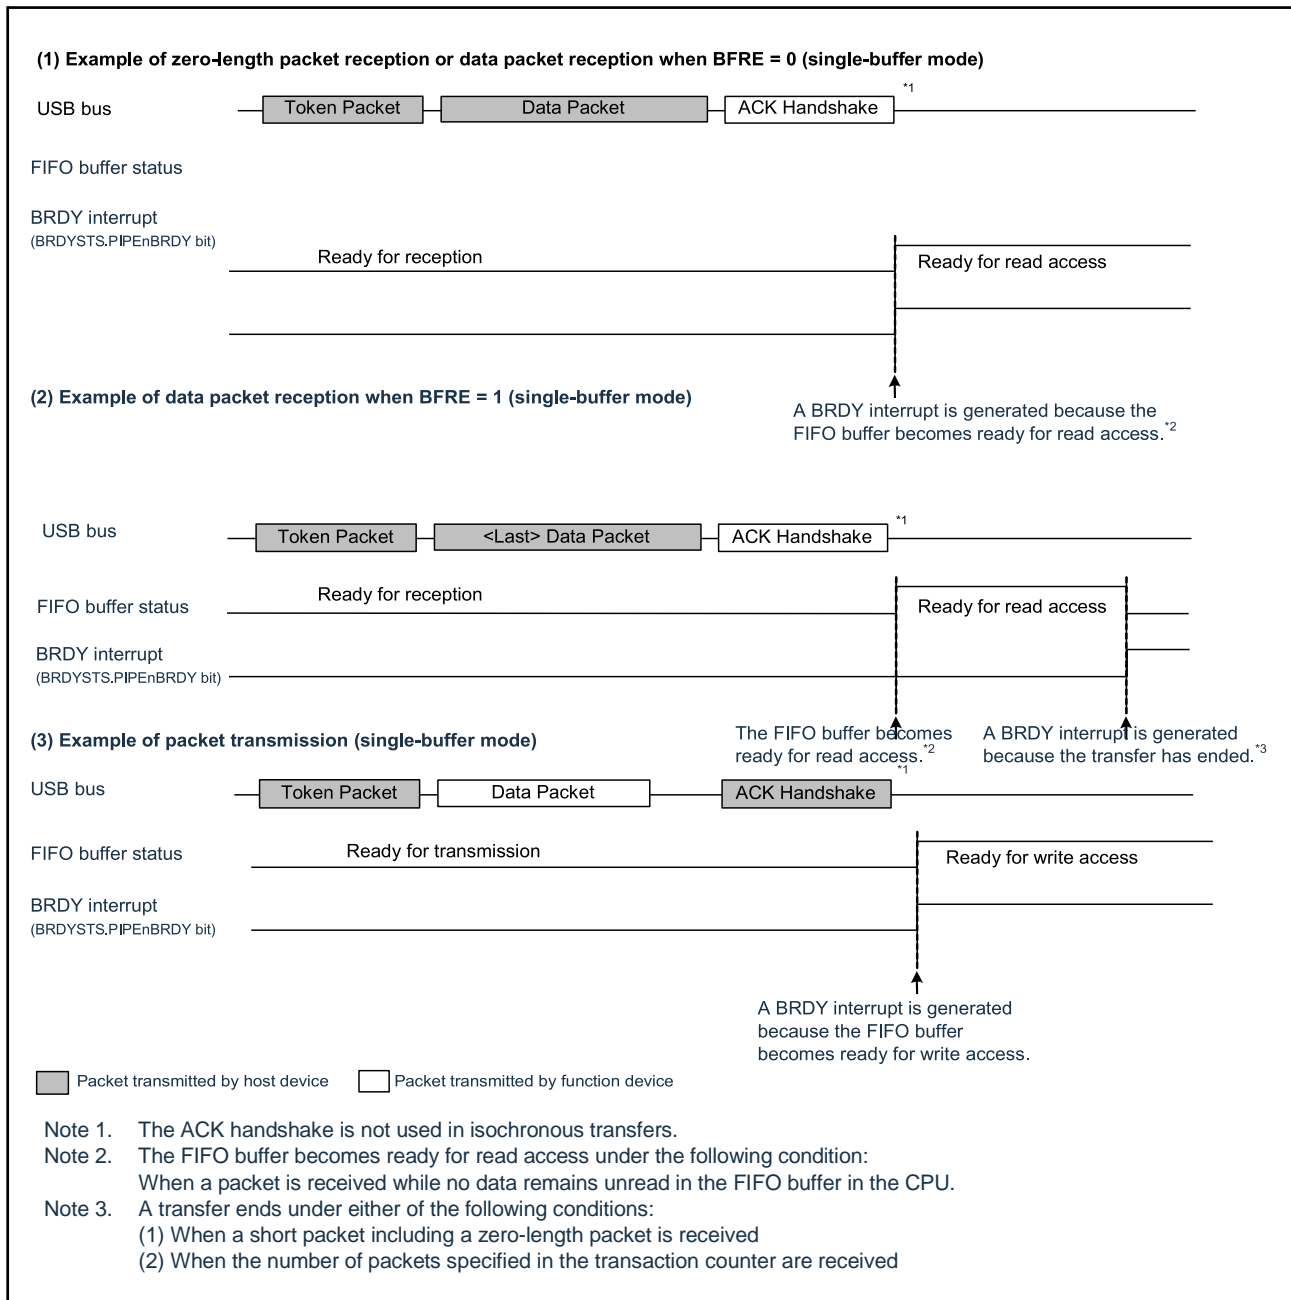 (1) Example of zero-length packet reception or data packet reception when BFRE = 0 (single-buffer mode)
USB bus
Token Packet
Data Packet
ACK Handshake
*1
FIFO buffer status
BRDY interrupt
(BRDYSTS.PIPEnBRDY bit)
Ready for reception
Ready for read access
(2) Example of data packet reception when BFRE = 1 (single-buffer mode)
A BRDY interrupt is generated because the
FIFO buffer becomes ready for read access.*2
USB bus
Token Packet
<Last> Data Packet
ACK Handshake
*1
Ready for reception
FIFO buffer status
Ready for read access
BRDY interrupt
(BRDYSTS.PIPEnBRDY bit)
The FIFO buffer becomes
ready for read access.*2
A BRDY interrupt is generated
because the transfer has ended.*3
(3) Example of packet transmission (single-buffer mode)
USB bus
Token Packet
Data Packet
ACK Handshake
*1
FIFO buffer status
Ready for transmission
Ready for write access
BRDY interrupt
(BRDYSTS.PIPEnBRDY bit)
A BRDY interrupt is generated
because the FIFO buffer
becomes ready for write access.
Packet transmitted by host device
Packet transmitted by function device
Note 1. The ACK handshake is not used in isochronous transfers.
Note 2. The FIFO buffer becomes ready for read access under the following condition:
When a packet is received while no data remains unread in the FIFO buffer in the CPU.
Note 3. A transfer ends under either of the following conditions:
(1) When a short packet including a zero-length packet is received
(2) When the number of packets specified in the transaction counter are received